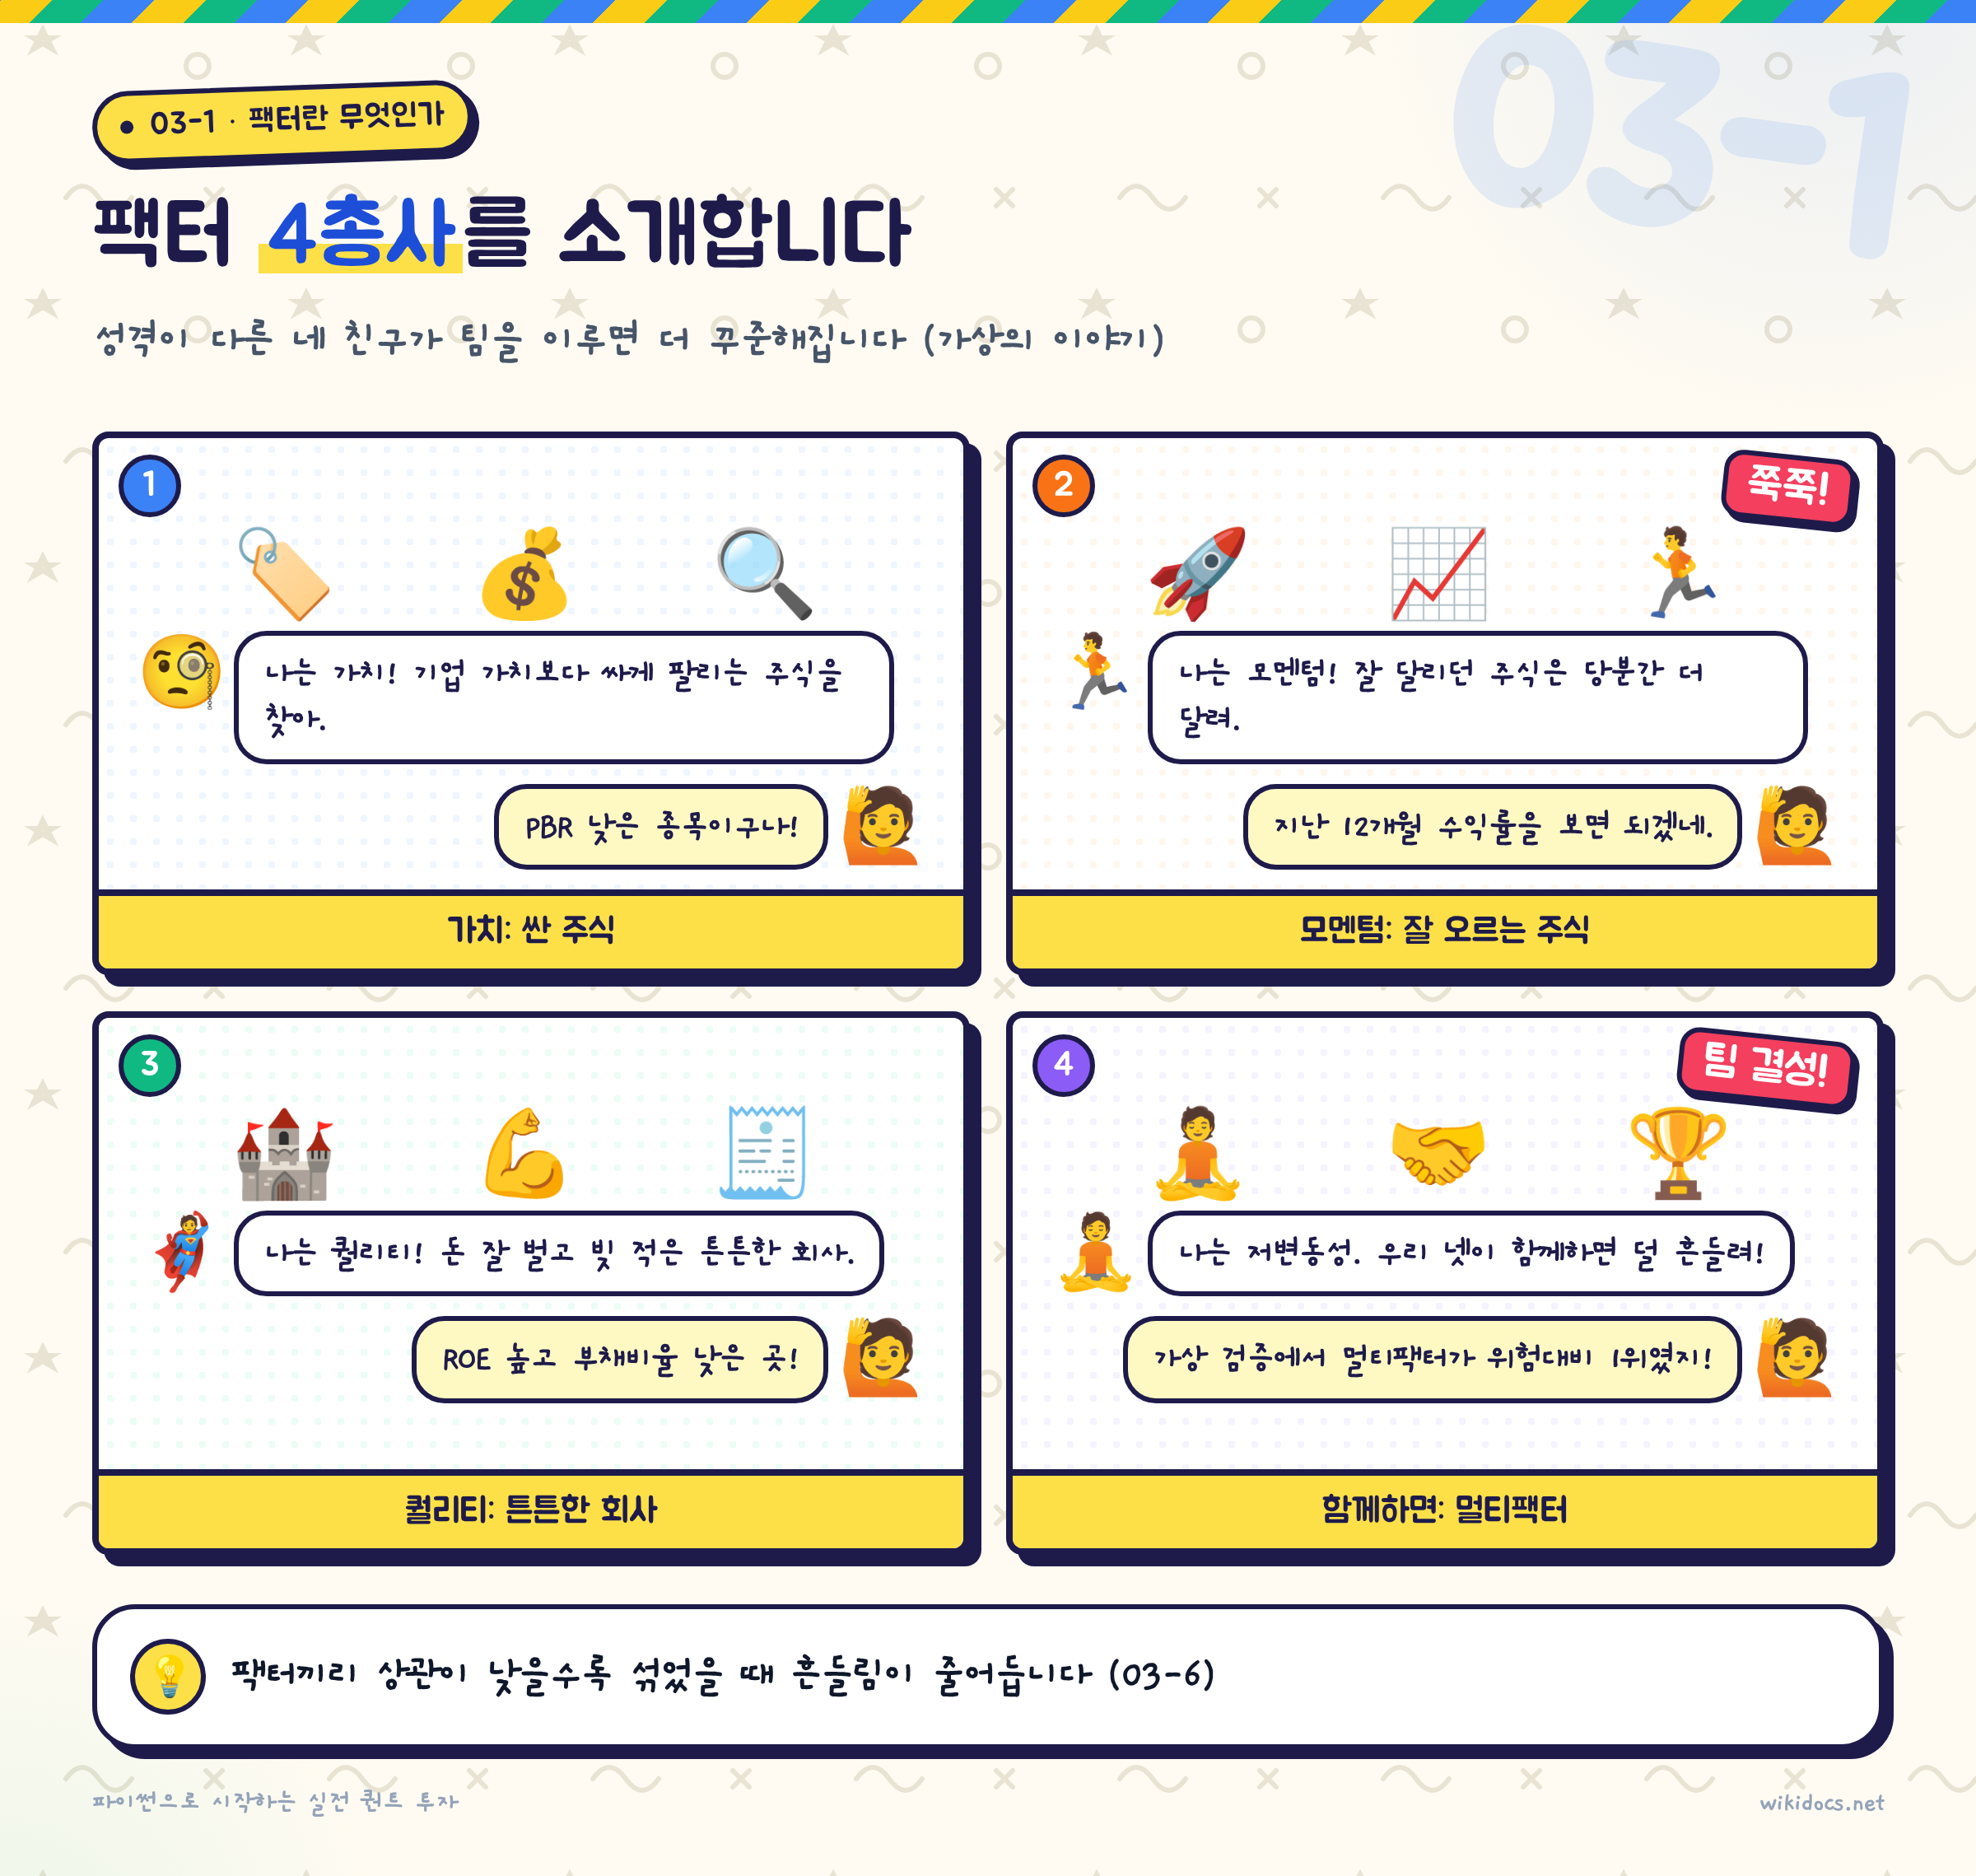 03-1
03-1 · 팩터란 무엇인가
팩터 4총사를 소개합니다
성격이 다른 네 친구가 팀을 이루면 더 꾸준해집니다 (가상의 이야기)
1
나는 가치! 기업 가치보다 싸게 팔리는 주식을
찾아.
PBR 낮은 종목이구나!
가치: 싼 주식
2
쭉쭉!
나는 모멘텀! 잘 달리던 주식은 당분간 더
달려.
지난 12개월 수익률을 보면 되겠네.
모멘텀: 잘 오르는 주식
3
나는 퀄리티! 돈 잘 벌고 빚 적은 튼튼한 회사.
ROE 높고 부채비율 낮은 곳!
퀄리티: 튼튼한 회사
4
팀 결성!
나는 저변동성. 우리 넷이 함께하면 덜 흔들려!
가상 검증에서 멀티팩터가 위험대비 1위였지!
함께하면: 멀티팩터
팩터끼리 상관이 낮을수록 섞었을 때 흔들림이 줄어듭니다 (03-6)
파이썬으로 시작하는 실전 퀀트 투자
wikidocs.net